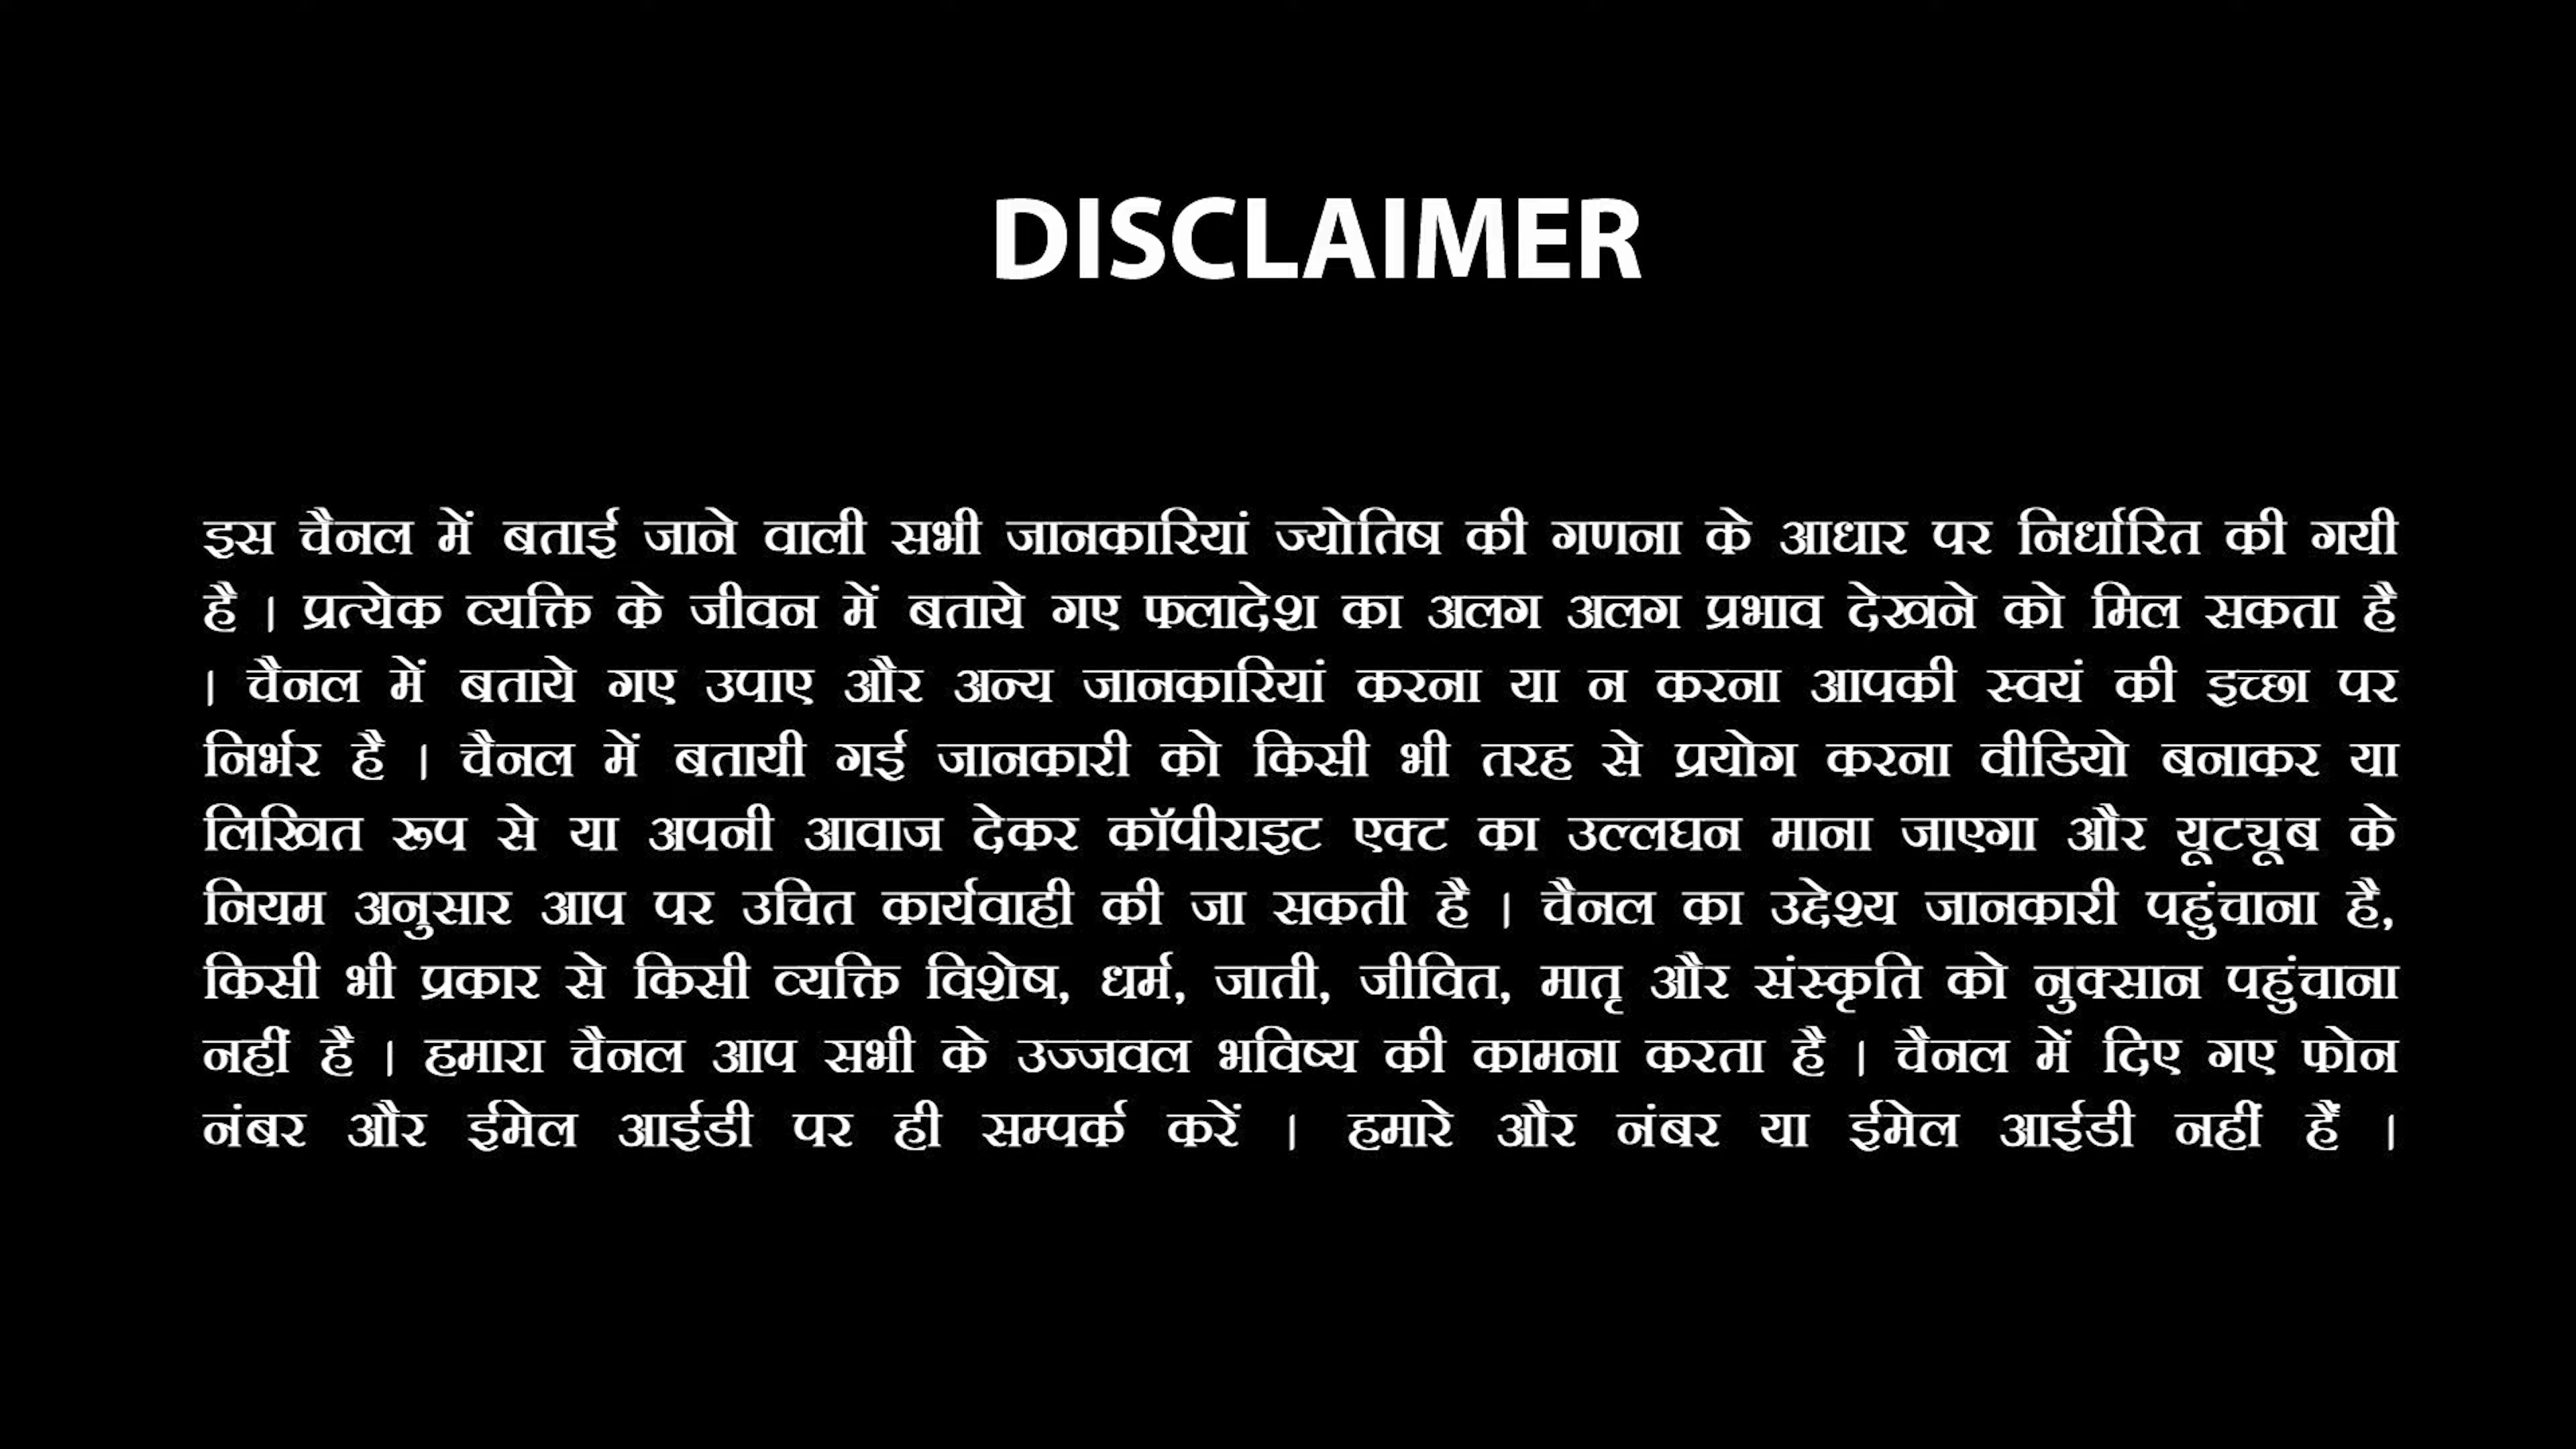 DISCLAIMER
इस चैनल में बताई जाने वाली सभी जानकारियां ज्योतिष की गणना के आधार पर निर्धारित की गयी
है । प्रत्येक व्यक्ति के जीवन में बताये गए फलादेश का अलग अलग प्रभाव देखने को मिल सकता है
। चैनल में बताये गए उपाए और अन्य जानकारियां करना या न करना आपकी स्वयं की इच्छा पर
निर्भर है । चैनल में बतायी गई जानकारी को किसी भी तरह से प्रयोग करना वीडियो बनाकर या
लिखित रूप से या अपनी आवाज देकर कॉपीराइट एक्ट का उल्लघन माना जाएगा और यूट्यूब के
नियम अनुसार आप पर उचित कार्यवाही की जा सकती है । चैनल का उद्देश्य जानकारी पहुंचाना है,
किसी भी प्रकार से किसी व्यक्ति विशेष, धर्म, जाती, जीवित, मातृ और संस्कृति को नुक्सान पहुंचाना
नहीं है । हमारा चैनल आप सभी के उज्जवल भविष्य की कामना करता है । चैनल में दिए गए फोन
नंबर और ईमेल आईडी पर ही सम्पर्क करें । हमारे और नंबर या ईमेल आईडी नहीं हैं ।